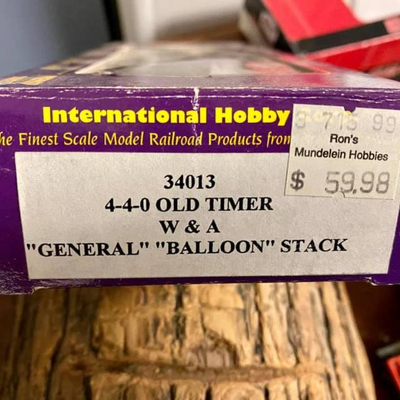 International Hobby
he Finest Scale Model Railroad Products from
Ron's
Mundelein Hobbies
$ 59.98
34013
4-4-0 OLD TIMER
W & A
"GENERAL" "BALLOON" STACK